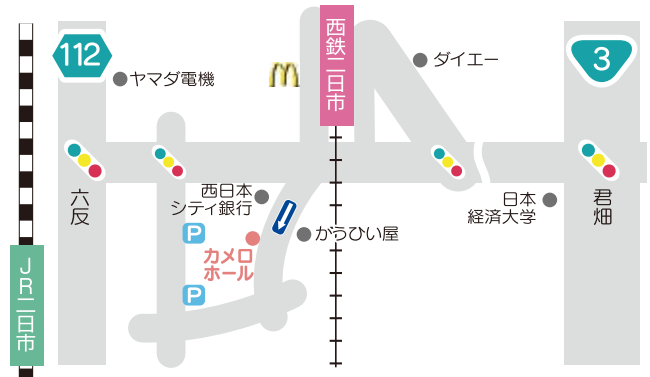 西鉄二日市
112
3
ヤマダ電機
ダイエー
六反
西日本
シティ銀行
日本
経済大学
君畑
P
からひい屋
カメロ
ホール
JR二日市
P